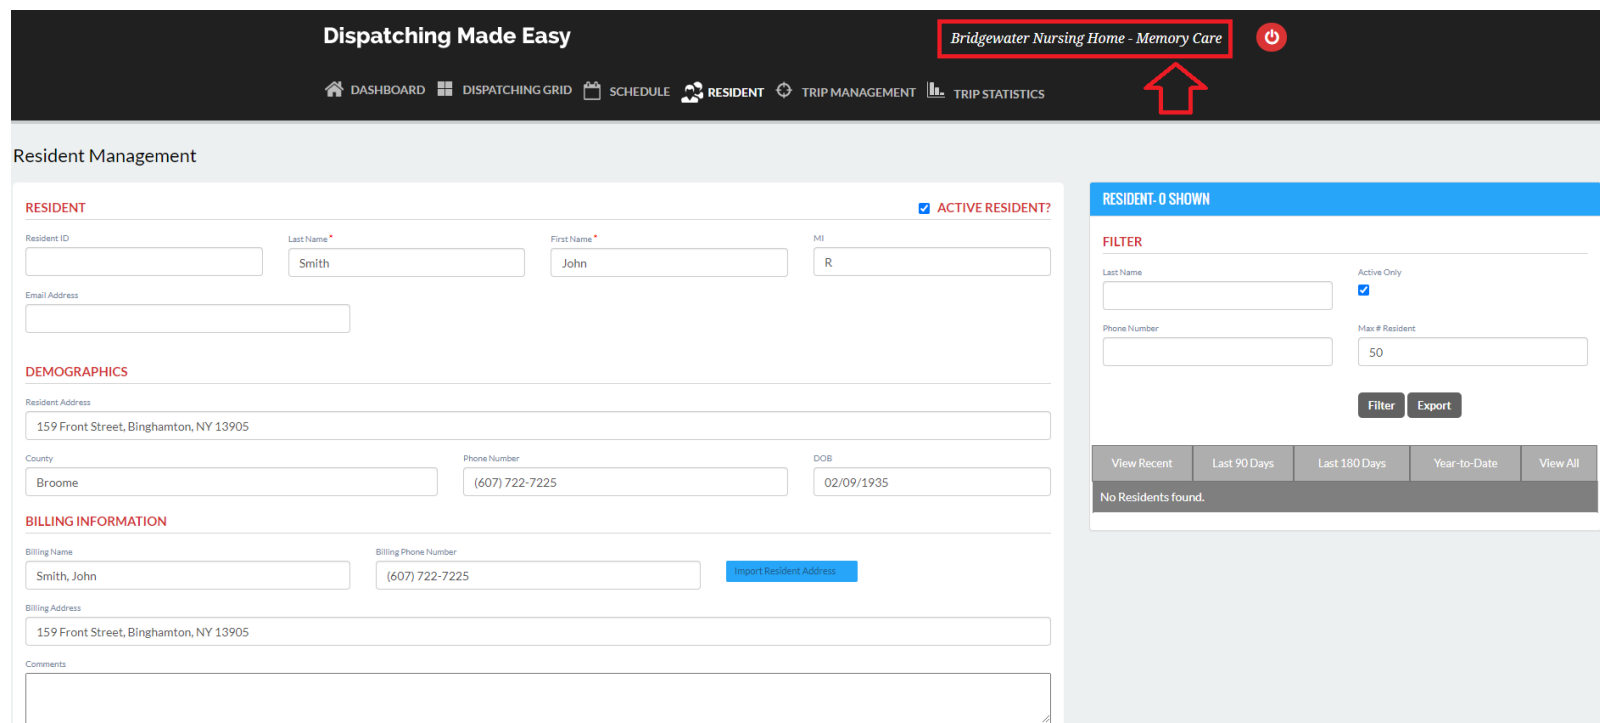 Dispatching Made Easy
Bridgewater Nursing Home - Memory Care
DASHBOARD DISPATCHING GRID SCHEDULE RESIDENT TRIP MANAGEMENT TRIP STATISTICS
Resident Management
RESIDENT ACTIVE RESIDENT?
Resident ID Last Name * First Name * MI
Smith John R
Email Address
DEMOGRAPHICS
Resident Address
159 Front Street, Binghamton, NY 13905
County Phone Number DOB
Broome (607) 722-7225 02/09/1935
BILLING INFORMATION
Billing Name Billing Phone Number
Smith, John (607) 722-7225 Import Resident Address
Billing Address
159 Front Street, Binghamton, NY 13905
Comments
RESIDENT- 0 SHOWN
FILTER
Last Name Active Only
Phone Number Max # Resident
50
Filter Export
View Recent Last 90 Days Last 180 Days Year-to-Date View All
No Residents found.